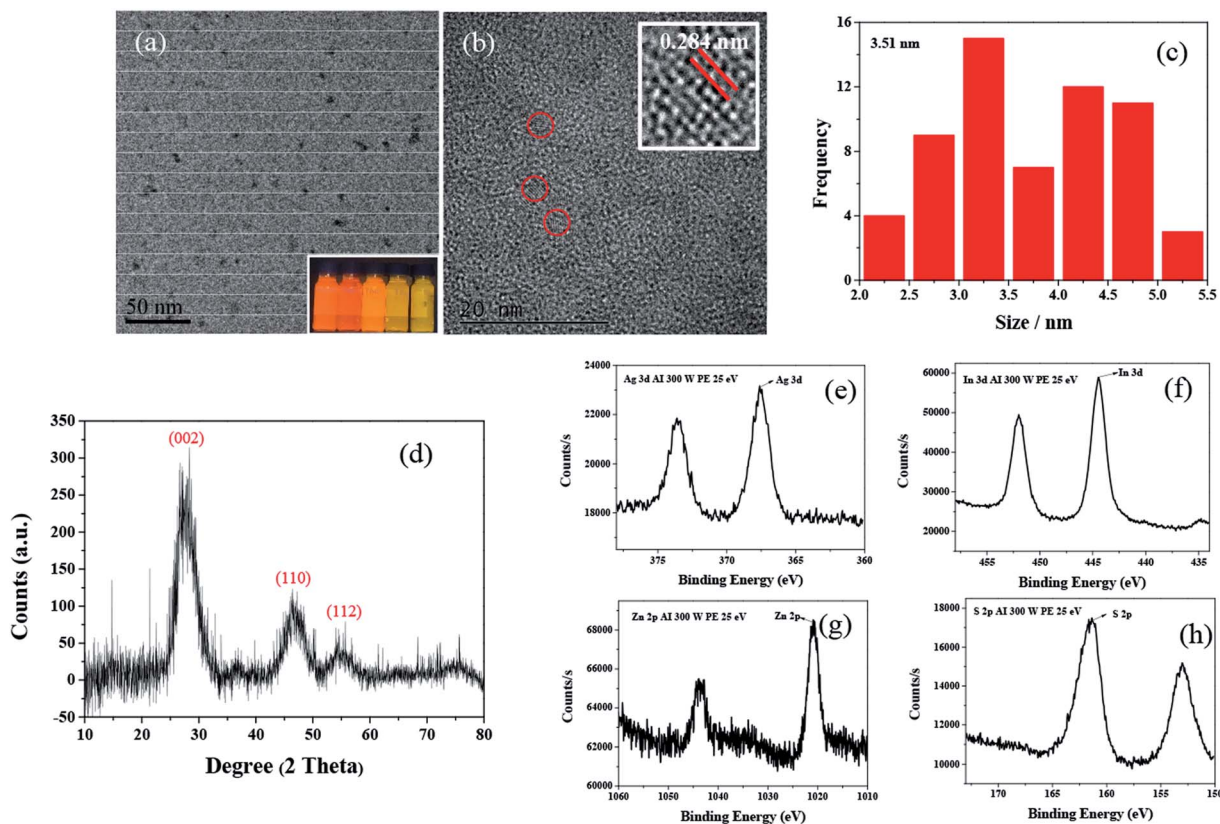 (a)
50 nm
(b)
0.284 nm
20 nm
(c)
3.51 nm
16
12
8
4
0
Frequency
2.0 2.5 3.0 3.5 4.0 4.5 5.0 5.5
Size / nm
(d)
350
300
250
200
150
100
50
0
-50
Counts (a.u.)
(002)
(110)
(112)
10 20 30 40 50 60 70 80
Degree (2 Theta)
(e)
Ag 3d Al 300 W PE 25 eV
Ag 3d
24000
22000
20000
18000
Counts/s
375 370 365 360
Binding Energy (eV)
(f)
In 3d Al 300 W PE 25 eV
In 3d
60000
50000
40000
30000
20000
Counts/s
455 450 445 440 435
Binding Energy (eV)
(g)
Zn 2p Al 300 W PE 25 eV
Zn 2p
68000
66000
64000
62000
60000
Counts/s
1060 1050 1040 1030 1020 1010
Binding Energy (eV)
(h)
S 2p Al 300 W PE 25 eV
S 2p
18000
16000
14000
12000
10000
Counts/s
170 165 160 155 150
Binding Energy (eV)